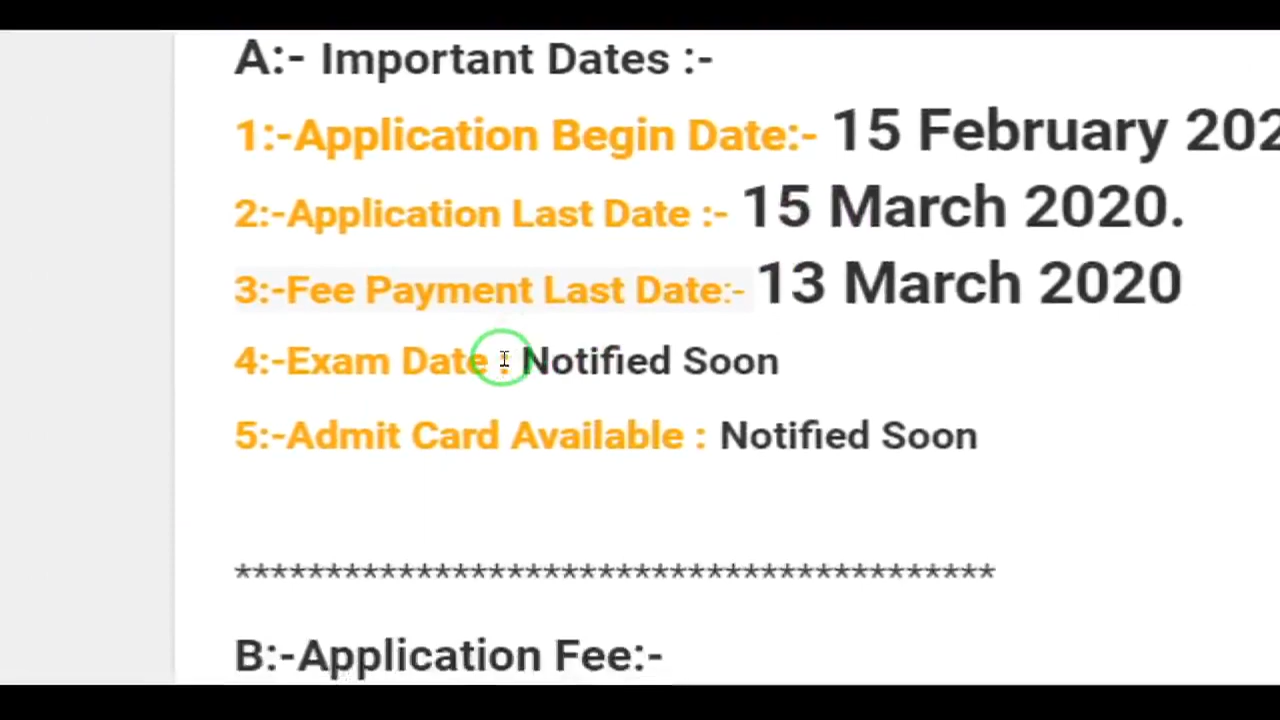 A:- Important Dates :-
1:-Application Begin Date:- 15 February 202
2:-Application Last Date :- 15 March 2020.
3:-Fee Payment Last Date:- 13 March 2020
4:-Exam Date : Notified Soon
5:-Admit Card Available : Notified Soon
******************************************
B:-Application Fee:-